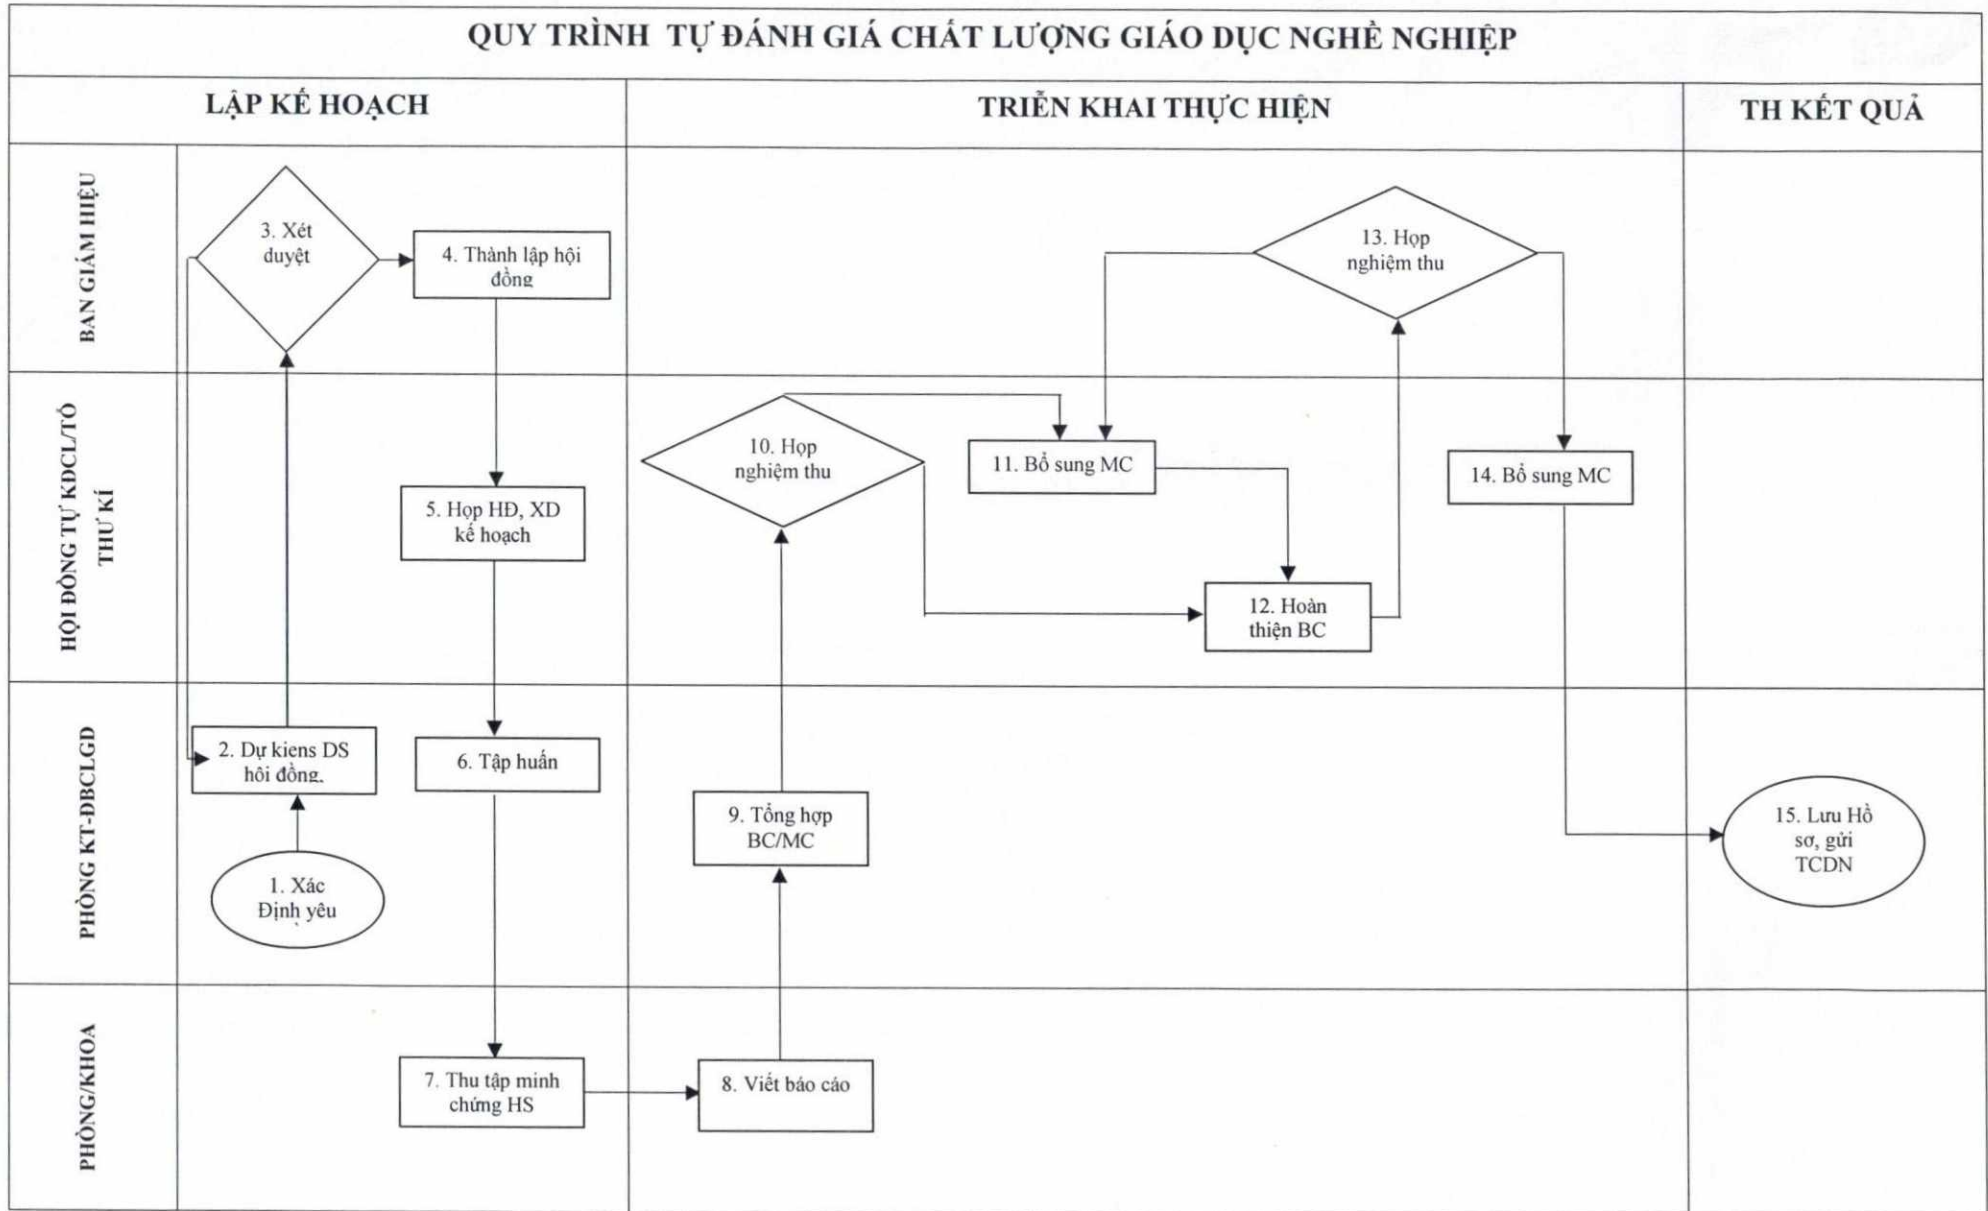 QUY TRÌNH TỰ ĐÁNH GIÁ CHẤT LƯỢNG GIÁO DỤC NGHỀ NGHIỆP
LẬP KẾ HOẠCH
TRIỄN KHAI THỰC HIỆN
TH KẾT QUẢ
BAN GIÁM HIỆU
3. Xét
duyệt
4. Thành lập hội
đồng
13. Họp
nghiệm thu
HỘI ĐỒNG TỰ KĐCL/TỔ
THƯ KÍ
5. Họp HĐ, XD
kế hoạch
10. Họp
nghiệm thu
11. Bổ sung MC
12. Hoàn
thiện BC
14. Bổ sung MC
PHÒNG KT-ĐBCLGD
2. Dự kiens DS
hội đồng.
1. Xác
Định yêu
6. Tập huấn
9. Tổng hợp
BC/MC
15. Lưu Hồ
sơ, gửi
TCDN
PHÒNG/KHOA
7. Thu tập minh
chứng HS
8. Viết báo cáo